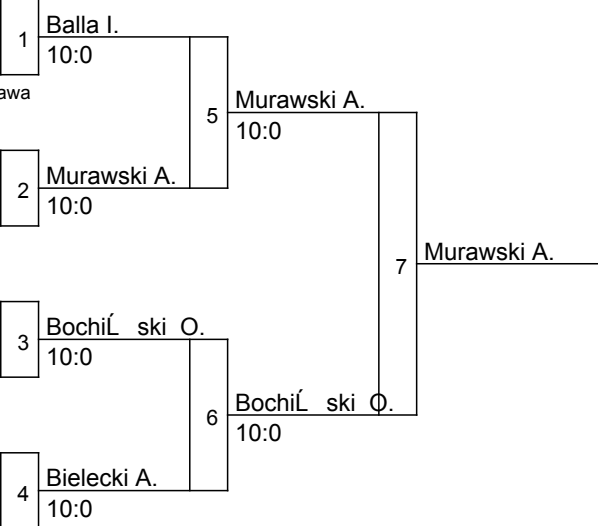 1
Balla I.
10:0
awa
5
Murawski A.
10:0
2
Murawski A.
10:0
7
Murawski A.
3
BochiĹ ski O.
10:0
6
BochiĹ ski O.
10:0
4
Bielecki A.
10:0